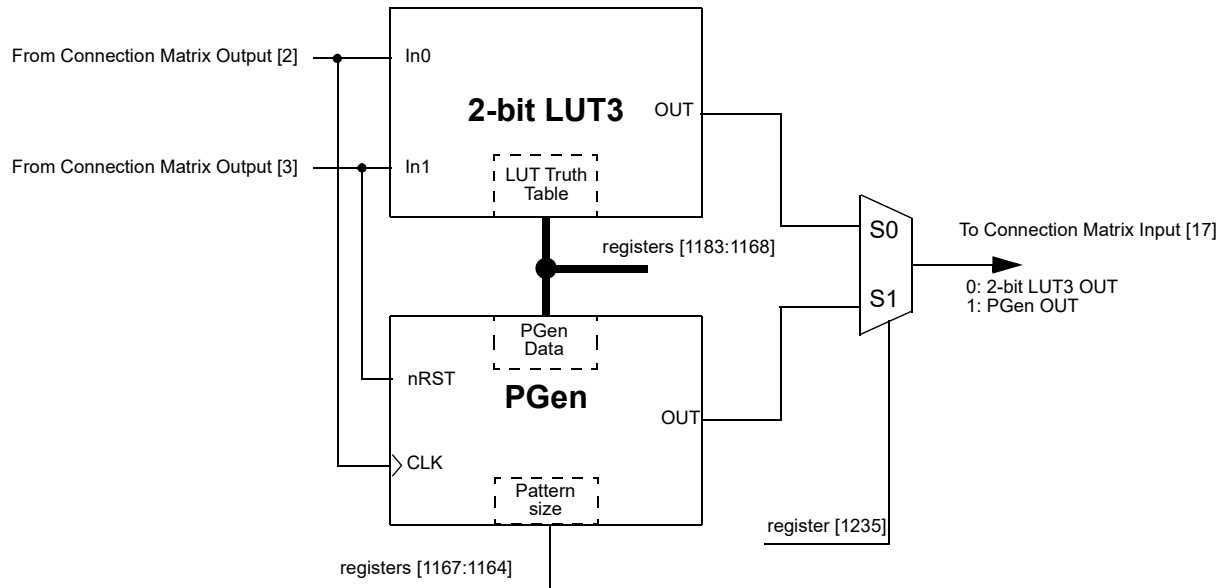 From Connection Matrix Output [2]
In0
2-bit LUT3
OUT
From Connection Matrix Output [3]
In1
LUT Truth
Table
S0
To Connection Matrix Input [17]
registers [1183:1168]
0: 2-bit LUT3 OUT
S1
1: PGen OUT
PGen
Data
nRST
PGen
OUT
CLK
Pattern
size
register [1235]
registers [1167:1164]